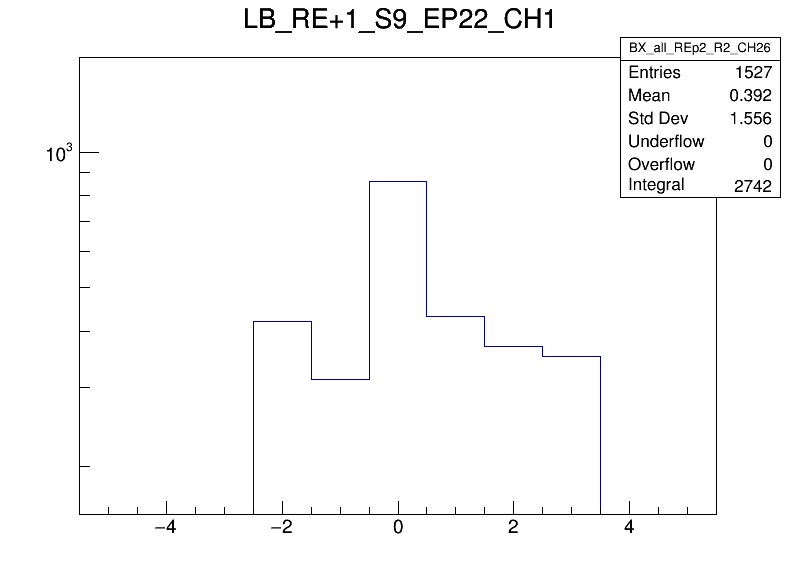 LB_RE+1_S9_EP22_CH1
BX_all_REp2_R2_CH26
Entries 1527
Mean 0.392
Std Dev 1.556
Underflow 0
Overflow 0
Integral 2742
10³
−4 −2 0 2 4